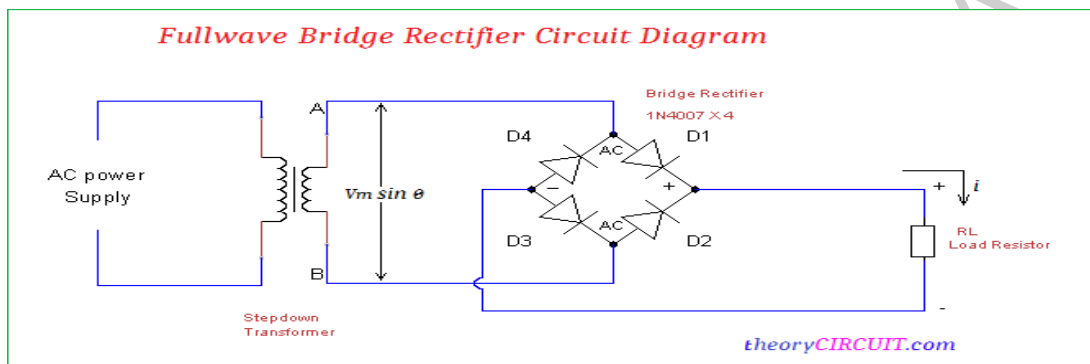 Fullwave Bridge Rectifier Circuit Diagram
Bridge Rectifier
1N4007 X 4
A
D4
D1
AC
AC power
Supply
Vm sin θ
-
+
+
i
AC
D3
D2
RL
Load Resistor
B
-
Stepdown
Transformer
theoryCIRCUIT.com